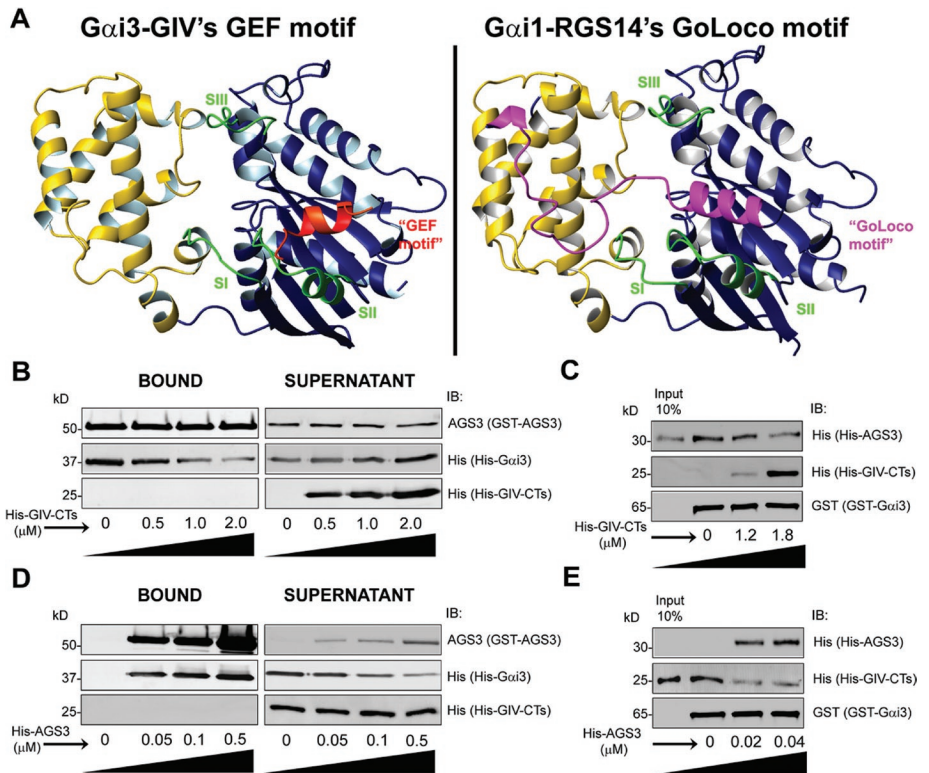 A
Gαi3-GIV's GEF motif
Gαi1-RGS14's GoLoco motif
SIII
SIII
"GEF
motif"
"GoLoco
motif"
SI
SII
SI
SII
B
BOUND
SUPERNATANT
kD
IB:
50-
AGS3 (GST-AGS3)
37-
His (His-Gαi3)
25-
His (His-GIV-CTs)
His-GIV-CTs
(µM)
0 0.5 1.0 2.0
0 0.5 1.0 2.0
C
Input
10%
kD
IB:
30-
His (His-AGS3)
25-
His (His-GIV-CTs)
65-
GST (GST-Gαi3)
His-GIV-CTs
(µM)
0 1.2 1.8
D
BOUND
SUPERNATANT
kD
IB:
50-
AGS3 (GST-AGS3)
37-
His (His-Gαi3)
25-
His (His-GIV-CTs)
His-AGS3
(µM)
0 0.05 0.1 0.5
0 0.05 0.1 0.5
E
Input
10%
kD
IB:
30-
His (His-AGS3)
25-
His (His-GIV-CTs)
65-
GST (GST-Gαi3)
His-AGS3
(µM)
0 0.02 0.04